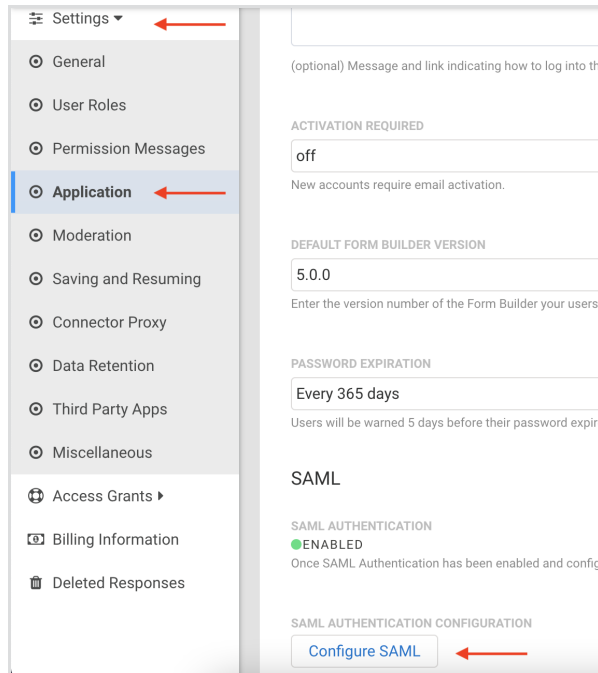 Settings
General
User Roles
Permission Messages
Application
Moderation
Saving and Resuming
Connector Proxy
Data Retention
Third Party Apps
Miscellaneous
Access Grants
Billing Information
Deleted Responses
(optional) Message and link indicating how to log into th
ACTIVATION REQUIRED
off
New accounts require email activation.
DEFAULT FORM BUILDER VERSION
5.0.0
Enter the version number of the Form Builder your users
PASSWORD EXPIRATION
Every 365 days
Users will be warned 5 days before their password expir
SAML
SAML AUTHENTICATION
ENABLED
Once SAML Authentication has been enabled and config
SAML AUTHENTICATION CONFIGURATION
Configure SAML